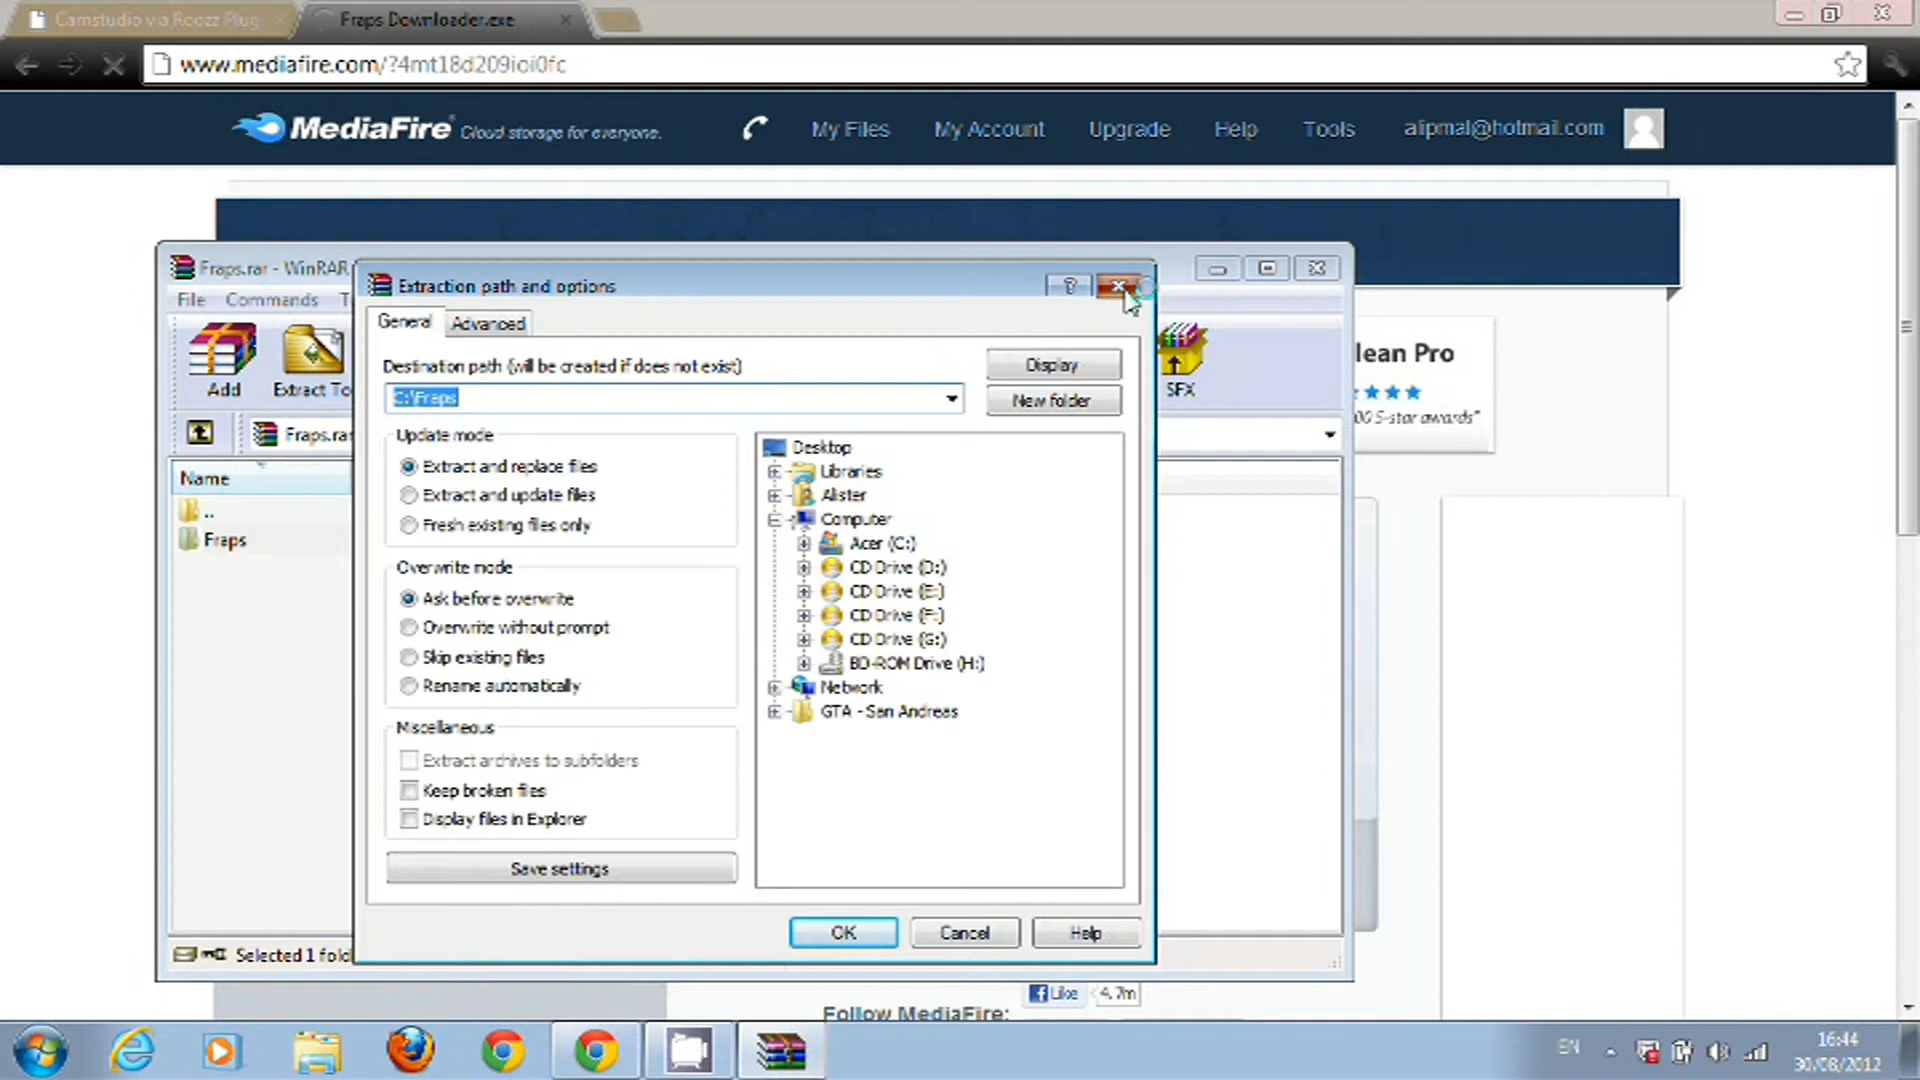 Camstudio via Roozz Plug
Fraps Downloader.exe
www.mediafire.com/?4mt18d209ioi0fc
MediaFire Cloud storage for everyone.
My Files
My Account
Upgrade
Help
Tools
alipmal@hotmail.com
Fraps.rar - WinRAR
File Commands T
Add
Extract To
Fraps.rar
Name
..
Fraps
Selected 1 fold
SFX
Extraction path and options
General
Advanced
Destination path (will be created if does not exist)
C:\Fraps
Display
New folder
Update mode
Extract and replace files
Extract and update files
Fresh existing files only
Overwrite mode
Ask before overwrite
Overwrite without prompt
Skip existing files
Rename automatically
Miscellaneous
Extract archives to subfolders
Keep broken files
Display files in Explorer
Save settings
Desktop
Libraries
Alister
Computer
Acer (C:)
CD Drive (D:)
CD Drive (E:)
CD Drive (F:)
CD Drive (G:)
BD-ROM Drive (H:)
Network
GTA - San Andreas
OK
Cancel
Help
lean Pro
00 5-star awards"
Like
4.7m
Follow MediaFire:
EN
16:44
30/08/2012